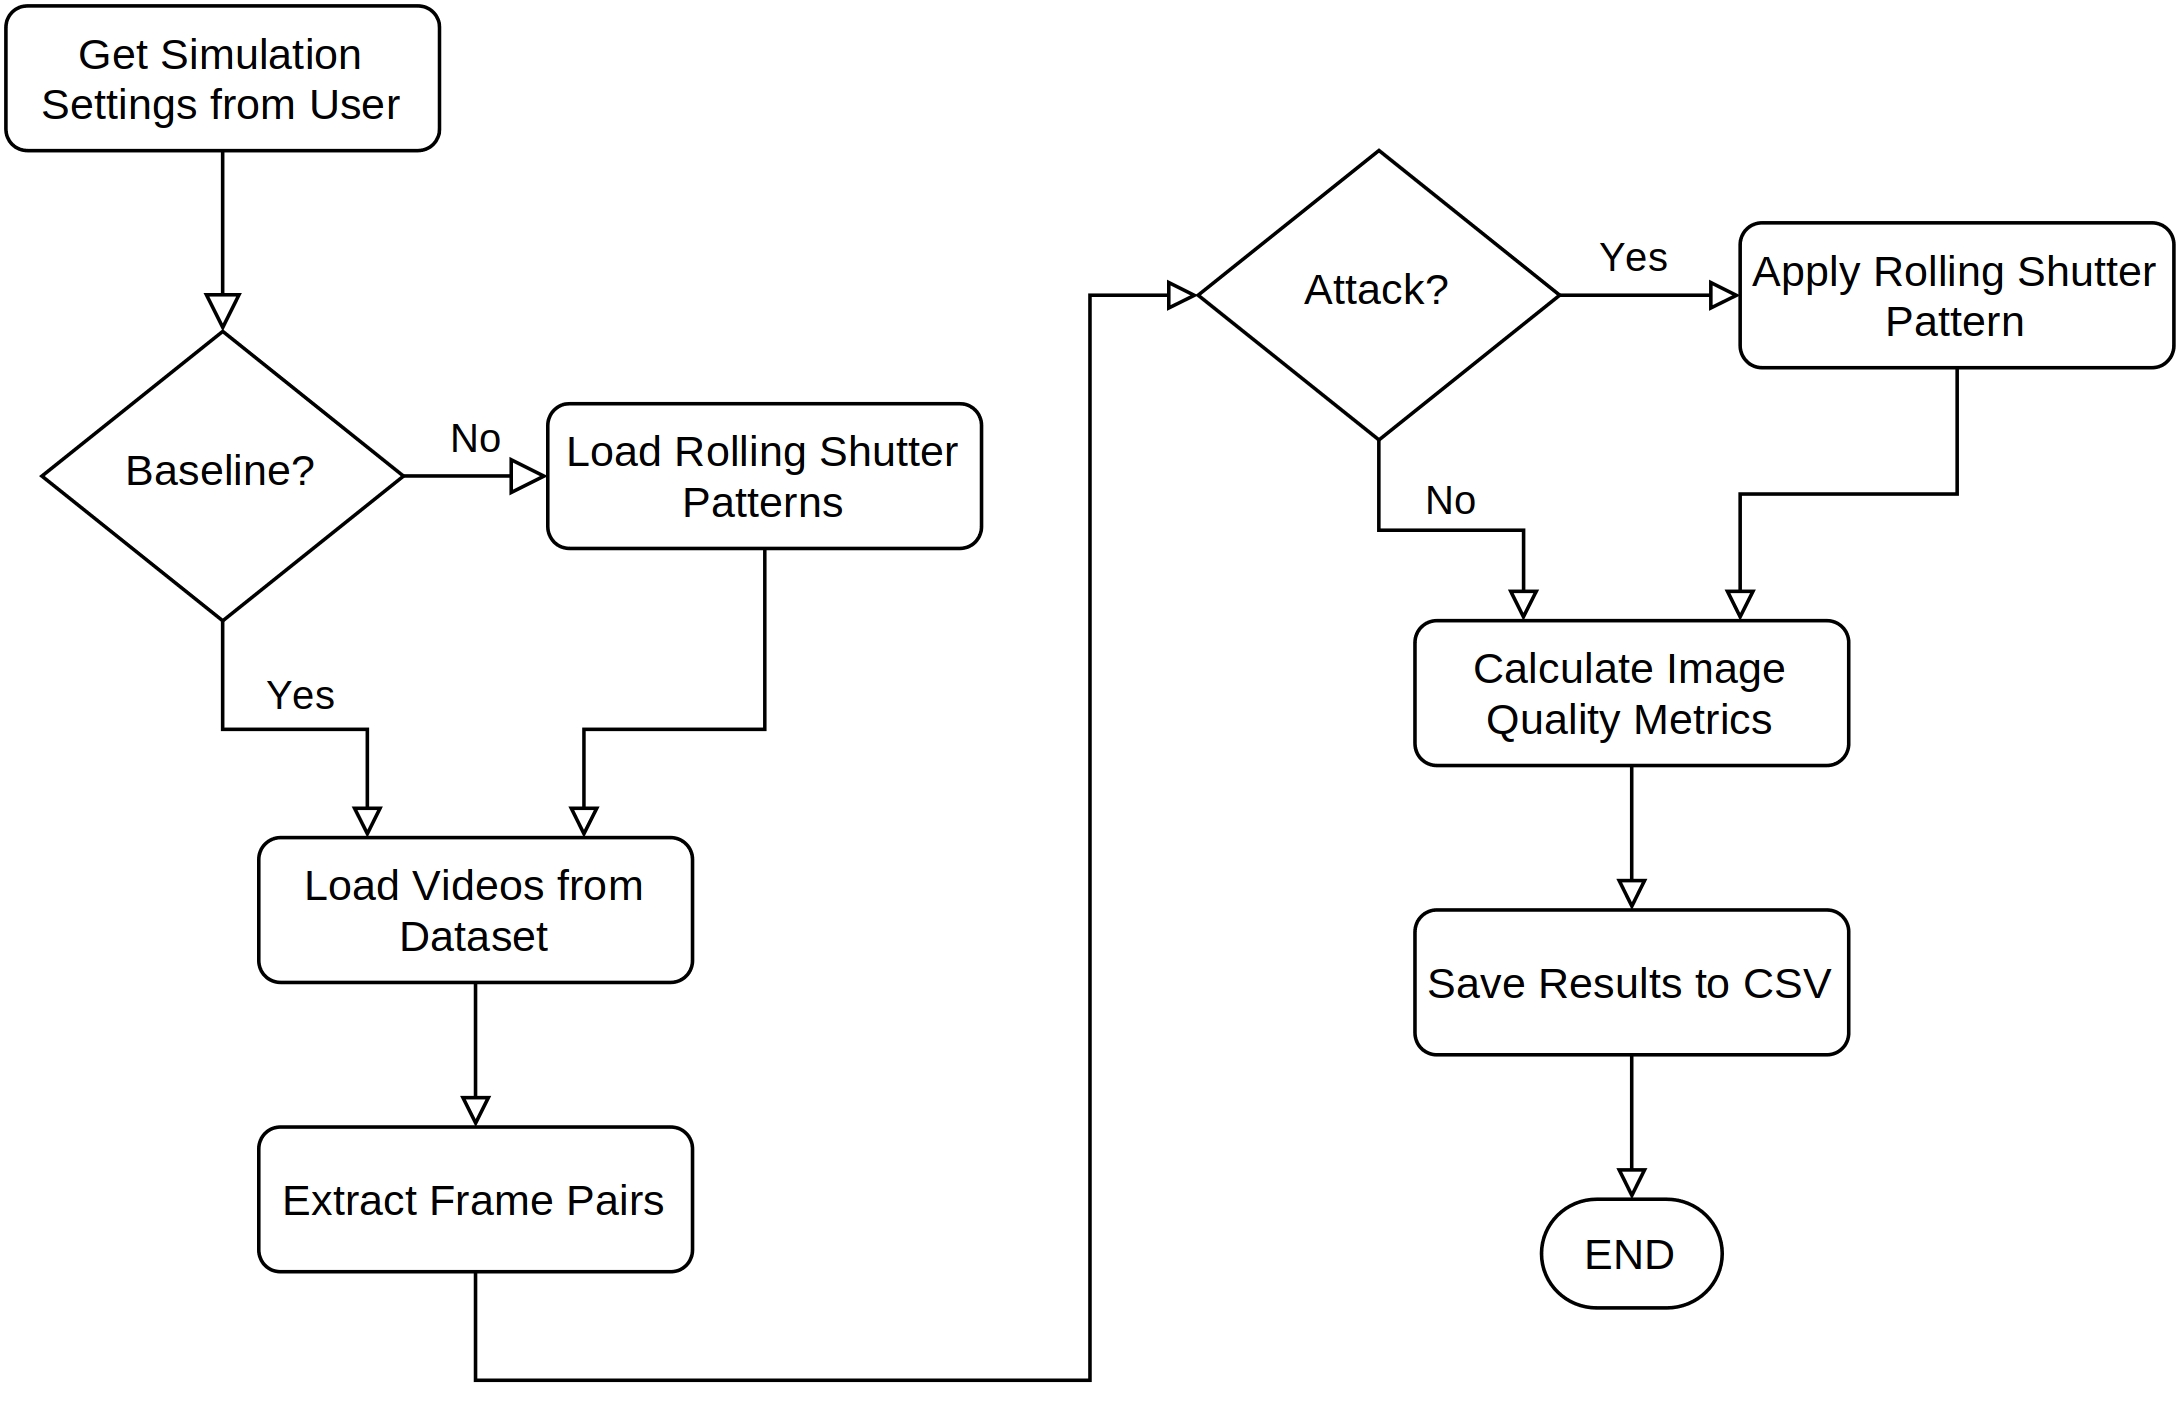 Get Simulation
Settings from User
Baseline?
No
Load Rolling Shutter
Patterns
Yes
Load Videos from
Dataset
Extract Frame Pairs
Attack?
Yes
Apply Rolling Shutter
Pattern
No
Calculate Image
Quality Metrics
Save Results to CSV
END